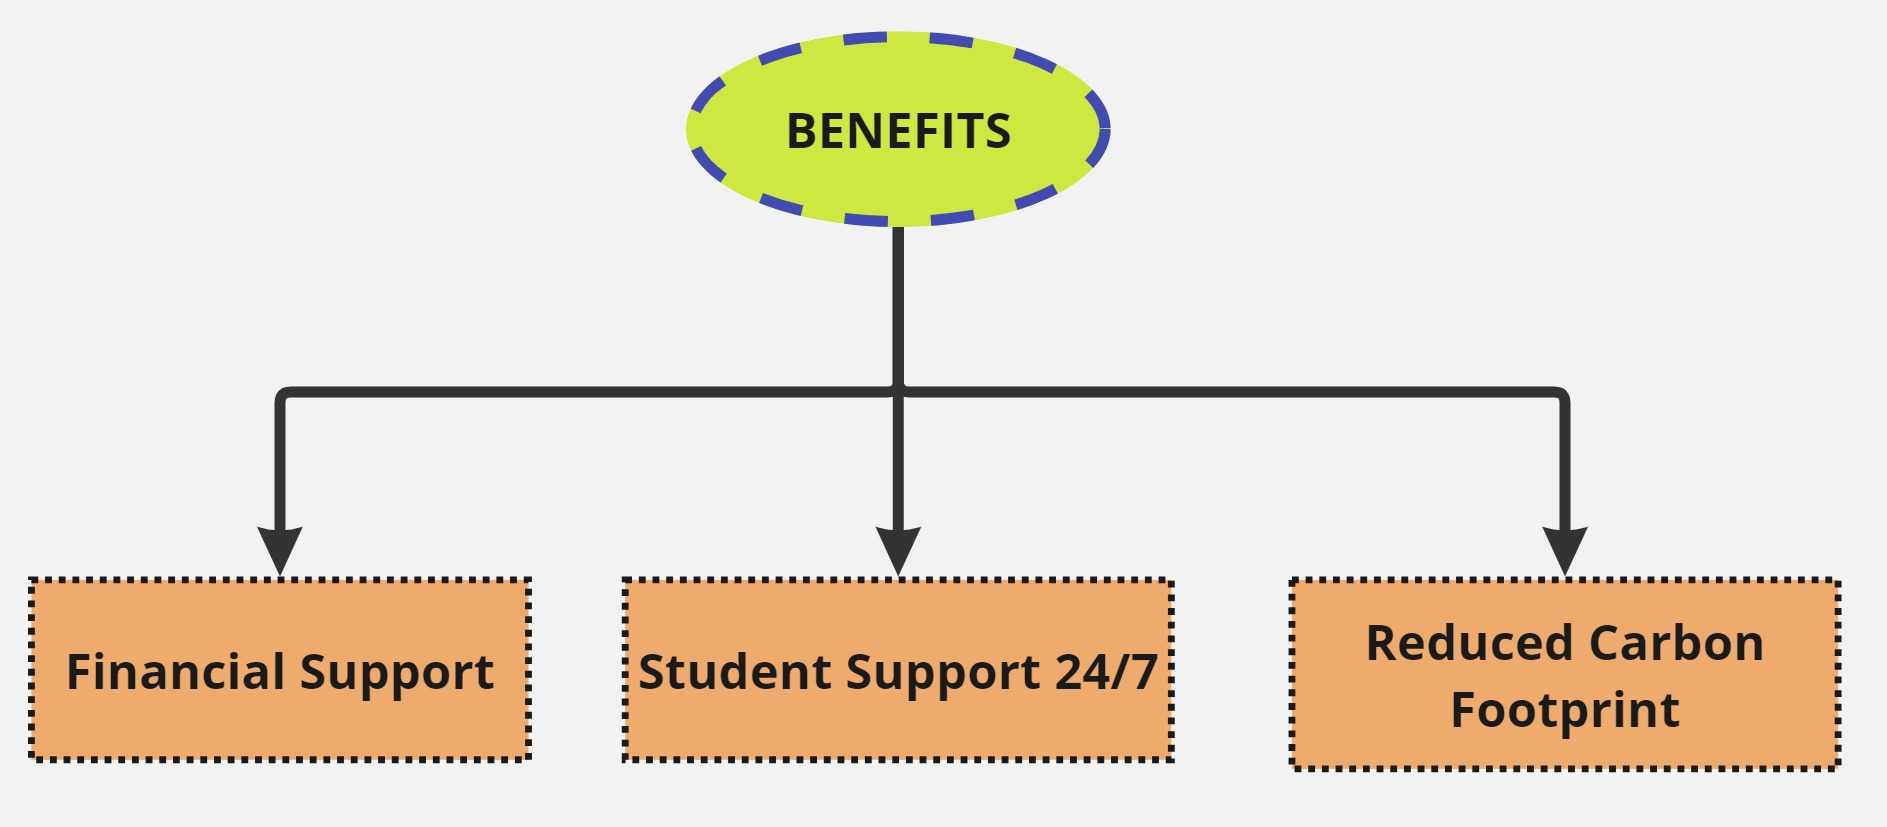 BENEFITS
Financial Support
Student Support 24/7
Reduced Carbon
Footprint